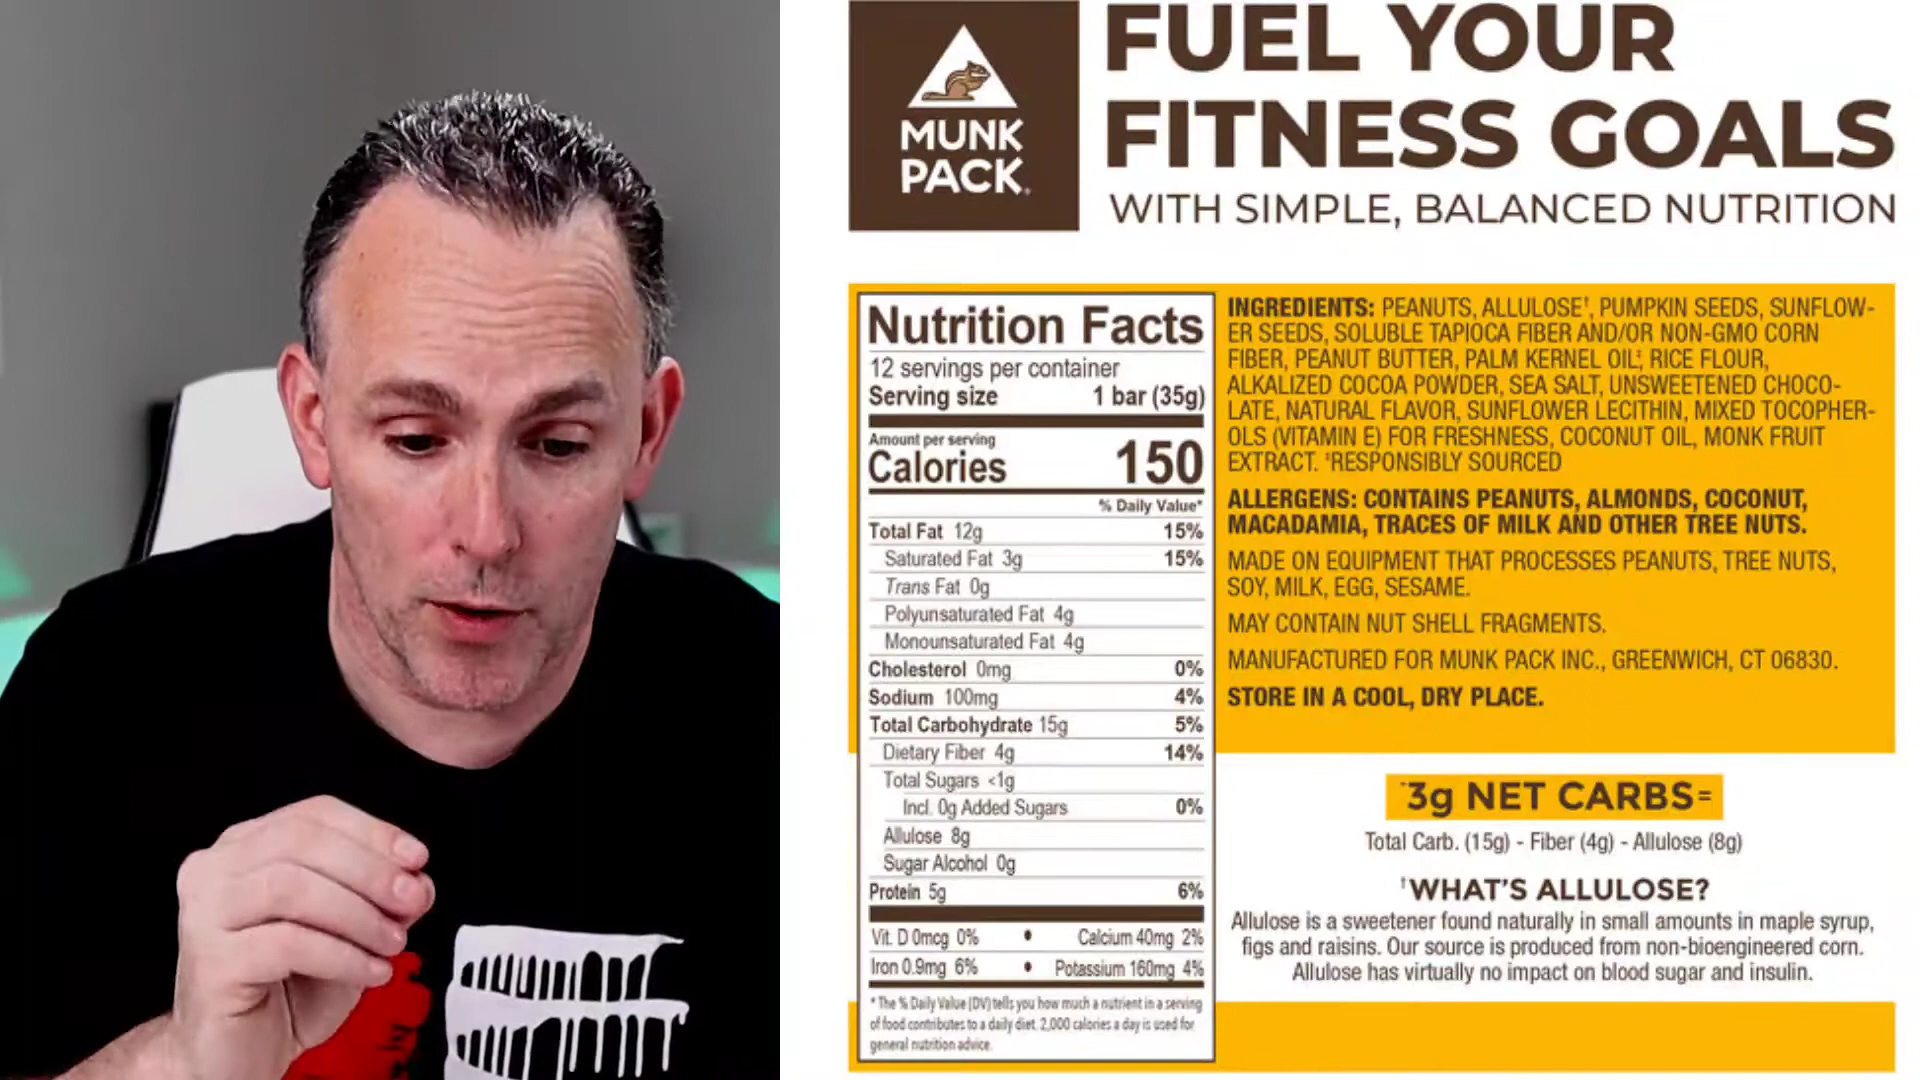 MUNK
PACK®
FUEL YOUR
FITNESS GOALS
WITH SIMPLE, BALANCED NUTRITION
Nutrition Facts
12 servings per container
Serving size 1 bar (35g)
Amount per serving
Calories 150
% Daily Value*
Total Fat 12g 15%
Saturated Fat 3g 15%
Trans Fat 0g
Polyunsaturated Fat 4g
Monounsaturated Fat 4g
Cholesterol 0mg 0%
Sodium 100mg 4%
Total Carbohydrate 15g 5%
Dietary Fiber 4g 14%
Total Sugars <1g
Incl. 0g Added Sugars 0%
Allulose 8g
Sugar Alcohol 0g
Protein 5g 6%
Vit. D 0mcg 0% • Calcium 40mg 2%
Iron 0.9mg 6% • Potassium 160mg 4%
* The % Daily Value (DV) tells you how much a nutrient in a serving
of food contributes to a daily diet. 2,000 calories a day is used for
general nutrition advice.
INGREDIENTS: PEANUTS, ALLULOSE†, PUMPKIN SEEDS, SUNFLOW-
ER SEEDS, SOLUBLE TAPIOCA FIBER AND/OR NON-GMO CORN
FIBER, PEANUT BUTTER, PALM KERNEL OIL‡, RICE FLOUR,
ALKALIZED COCOA POWDER, SEA SALT, UNSWEETENED CHOCO-
LATE, NATURAL FLAVOR, SUNFLOWER LECITHIN, MIXED TOCOPHER-
OLS (VITAMIN E) FOR FRESHNESS, COCONUT OIL, MONK FRUIT
EXTRACT. ‡RESPONSIBLY SOURCED
ALLERGENS: CONTAINS PEANUTS, ALMONDS, COCONUT,
MACADAMIA, TRACES OF MILK AND OTHER TREE NUTS.
MADE ON EQUIPMENT THAT PROCESSES PEANUTS, TREE NUTS,
SOY, MILK, EGG, SESAME.
MAY CONTAIN NUT SHELL FRAGMENTS.
MANUFACTURED FOR MUNK PACK INC., GREENWICH, CT 06830.
STORE IN A COOL, DRY PLACE.
*3g NET CARBS=
Total Carb. (15g) - Fiber (4g) - Allulose (8g)
†WHAT'S ALLULOSE?
Allulose is a sweetener found naturally in small amounts in maple syrup,
figs and raisins. Our source is produced from non-bioengineered corn.
Allulose has virtually no impact on blood sugar and insulin.